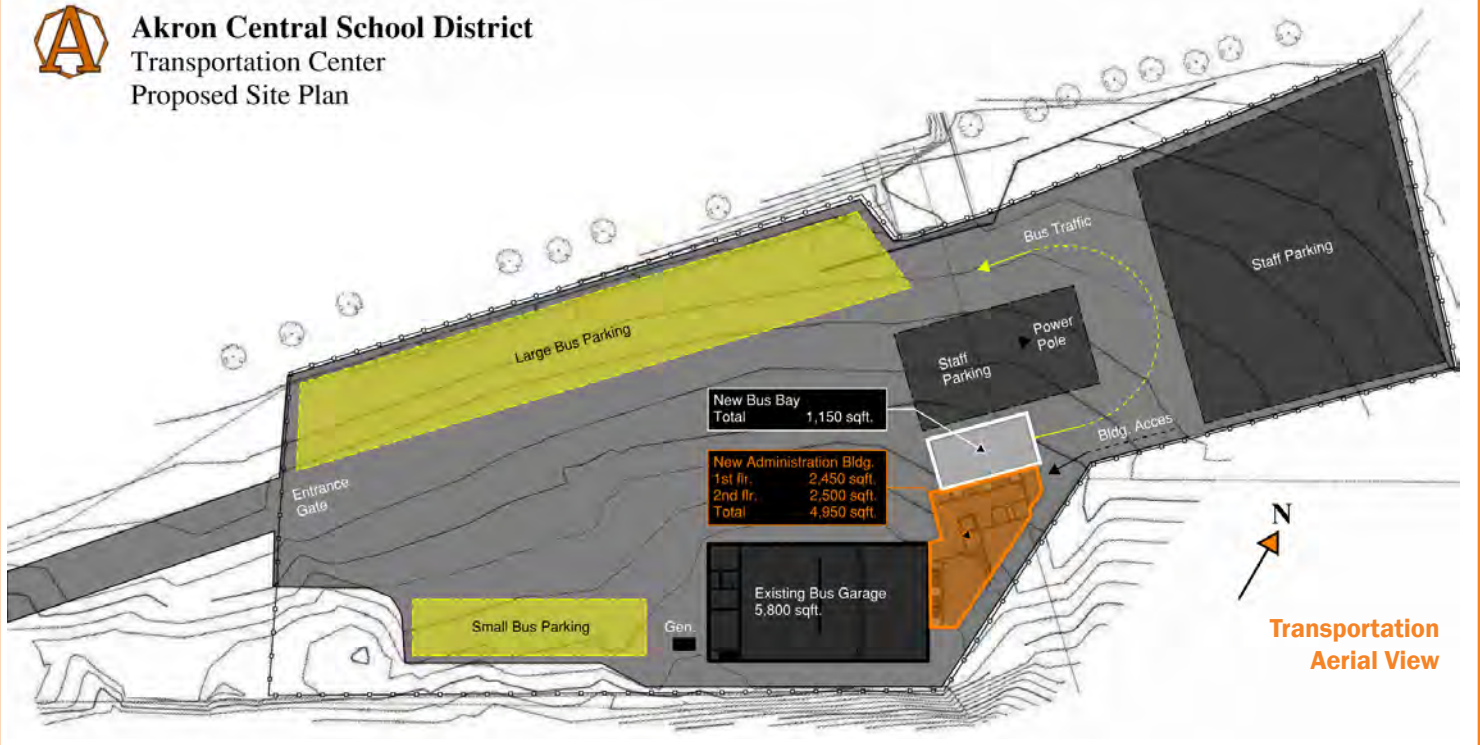 A
Akron Central School District
Transportation Center
Proposed Site Plan
Bus Traffic
Staff Parking
Large Bus Parking
Power
Pole
Staff
Parking
New Bus Bay
Total 1,150 sqft.
Bldg. Acces
New Administration Bldg.
1st flr. 2,450 sqft.
2nd flr. 2,500 sqft.
Total 4,950 sqft.
Entrance
Gate
N
Existing Bus Garage
5,800 sqft.
Small Bus Parking
Gen.
Transportation
Aerial View